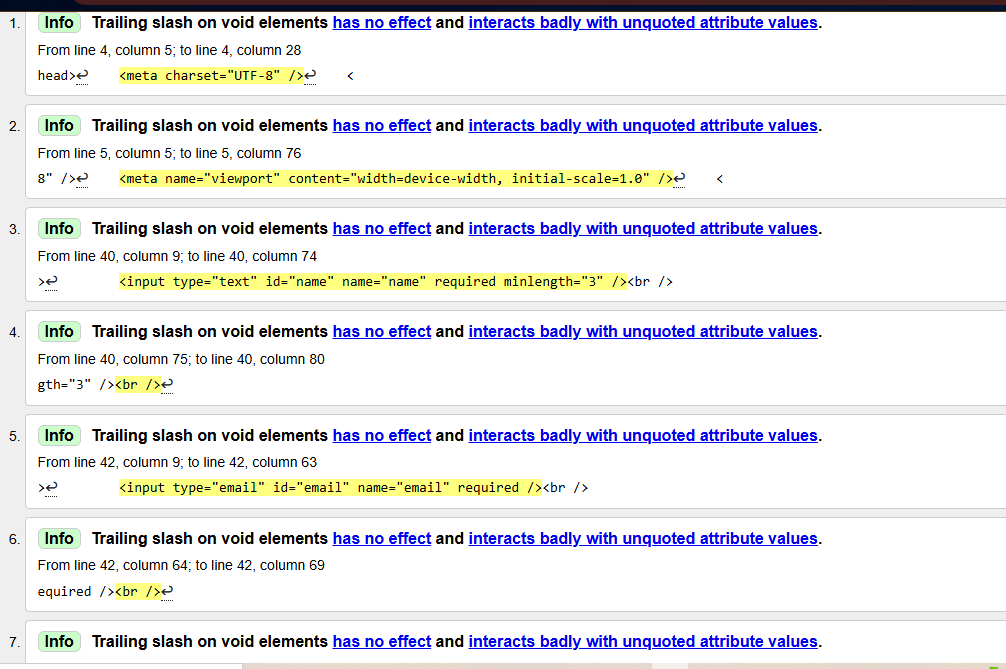 1. Info Trailing slash on void elements has no effect and interacts badly with unquoted attribute values.
From line 4, column 5; to line 4, column 28
head>↩    <meta charset="UTF-8" />↩    <
2. Info Trailing slash on void elements has no effect and interacts badly with unquoted attribute values.
From line 5, column 5; to line 5, column 76
8" />↩    <meta name="viewport" content="width=device-width, initial-scale=1.0" />↩    <
3. Info Trailing slash on void elements has no effect and interacts badly with unquoted attribute values.
From line 40, column 9; to line 40, column 74
>↩        <input type="text" id="name" name="name" required minlength="3" /><br />
4. Info Trailing slash on void elements has no effect and interacts badly with unquoted attribute values.
From line 40, column 75; to line 40, column 80
gth="3" /><br />↩
5. Info Trailing slash on void elements has no effect and interacts badly with unquoted attribute values.
From line 42, column 9; to line 42, column 63
>↩        <input type="email" id="email" name="email" required /><br />
6. Info Trailing slash on void elements has no effect and interacts badly with unquoted attribute values.
From line 42, column 64; to line 42, column 69
equired /><br />↩
7. Info Trailing slash on void elements has no effect and interacts badly with unquoted attribute values.